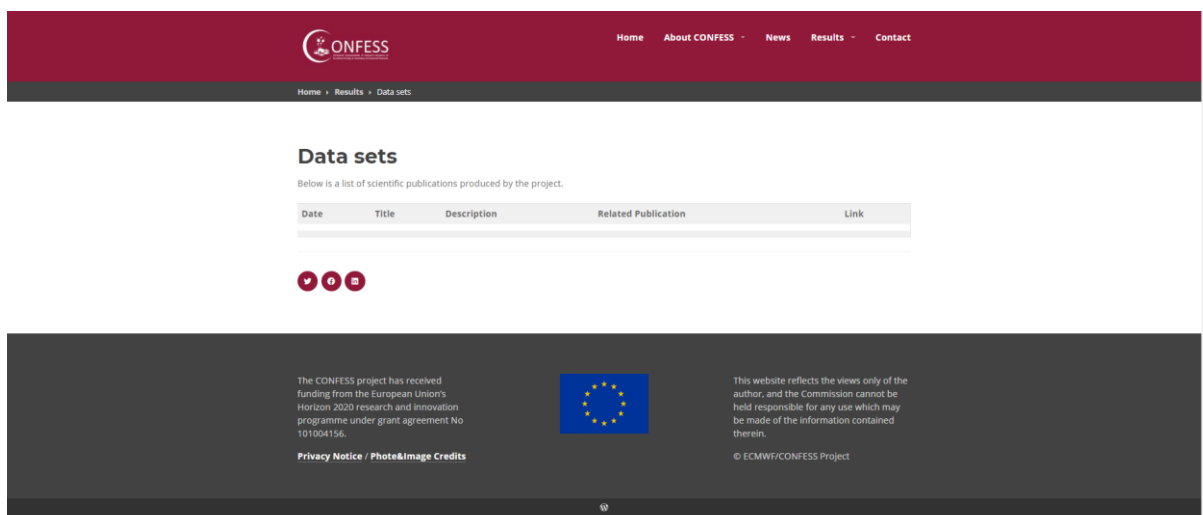 CONFESS
Home About CONFESS News Results Contact
Home › Results › Data sets
Data sets
Below is a list of scientific publications produced by the project.
Date Title Description Related Publication Link
The CONFESS project has received
funding from the European Union's
Horizon 2020 research and innovation
programme under grant agreement No
101004156.
Privacy Notice / Phote&Image Credits
This website reflects the views only of the
author, and the Commission cannot be
held responsible for any use which may
be made of the information contained
therein.
© ECMWF/CONFESS Project